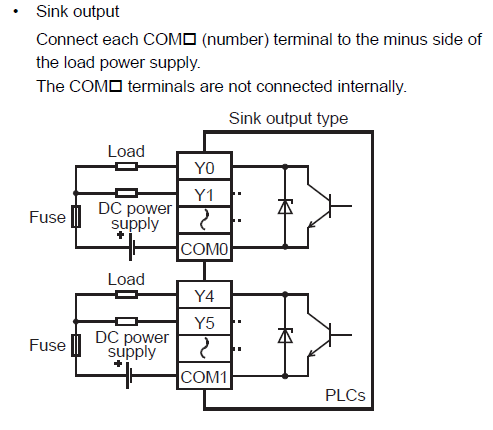 • Sink output
Connect each COM□ (number) terminal to the minus side of
the load power supply.
The COM□ terminals are not connected internally.
Sink output type
Load
Y0
Y1
Fuse
DC power
supply
+
COM0
Load
Y4
Y5
Fuse
DC power
supply
+
COM1
PLCs